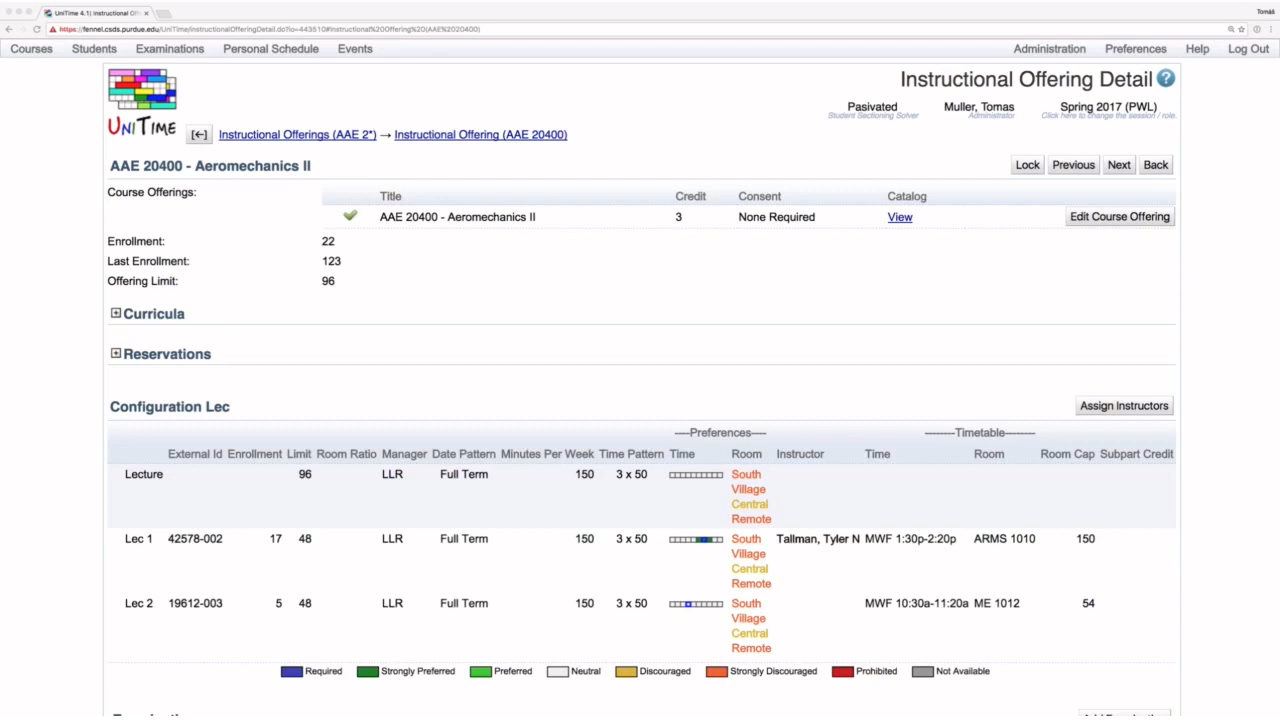 UniTime 4.1| Instructional Off
Tomáš
https://fennel.csds.purdue.edu/UniTime/instructionalOfferingDetail.do?io=443510#Instructional%20Offering%20(AAE%2020400)
Courses Students Examinations Personal Schedule Events Administration Preferences Help Log Out
UNITIME
Instructional Offering Detail ?
Pasivated Muller, Tomas Spring 2017 (PWL)
Student Sectioning Solver Administrator Click here to change the session / role.
[←] Instructional Offerings (AAE 2*) → Instructional Offering (AAE 20400)
AAE 20400 - Aeromechanics II Lock Previous Next Back
Course Offerings: Title Credit Consent Catalog
AAE 20400 - Aeromechanics II 3 None Required View Edit Course Offering
Enrollment: 22
Last Enrollment: 123
Offering Limit: 96
Curricula
Reservations
Configuration Lec Assign Instructors
----Preferences---- --------Timetable--------
External Id Enrollment Limit Room Ratio Manager Date Pattern Minutes Per Week Time Pattern Time Room Instructor Time Room Room Cap Subpart Credit
Lecture 96 LLR Full Term 150 3 x 50 South
Village
Central
Remote
Lec 1 42578-002 17 48 LLR Full Term 150 3 x 50 South Tallman, Tyler N MWF 1:30p-2:20p ARMS 1010 150
Village
Central
Remote
Lec 2 19612-003 5 48 LLR Full Term 150 3 x 50 South MWF 10:30a-11:20a ME 1012 54
Village
Central
Remote
Required Strongly Preferred Preferred Neutral Discouraged Strongly Discouraged Prohibited Not Available